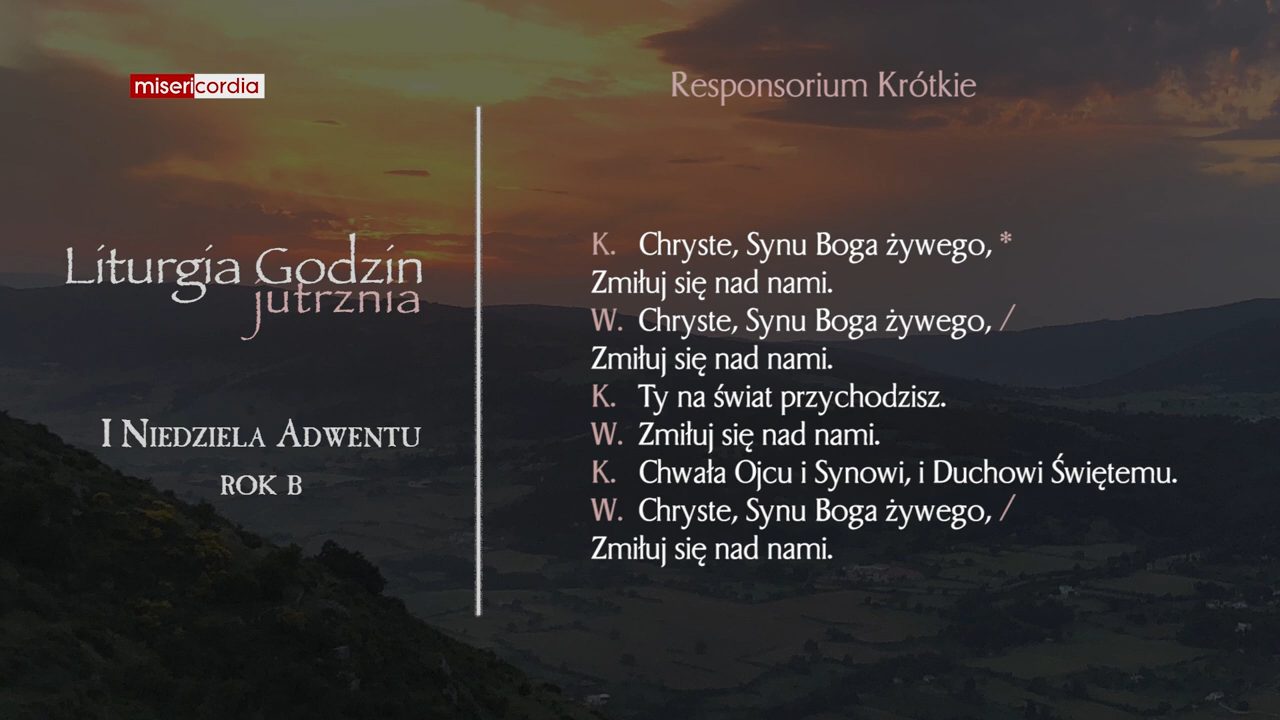 misericordia
Liturgia Godzin
jutrznia
I Niedziela Adwentu
rok B
Responsorium Krótkie
K. Chryste, Synu Boga żywego, *
Zmiłuj się nad nami.
W. Chryste, Synu Boga żywego, /
Zmiłuj się nad nami.
K. Ty na świat przychodzisz.
W. Zmiłuj się nad nami.
K. Chwała Ojcu i Synowi, i Duchowi Świętemu.
W. Chryste, Synu Boga żywego, /
Zmiłuj się nad nami.